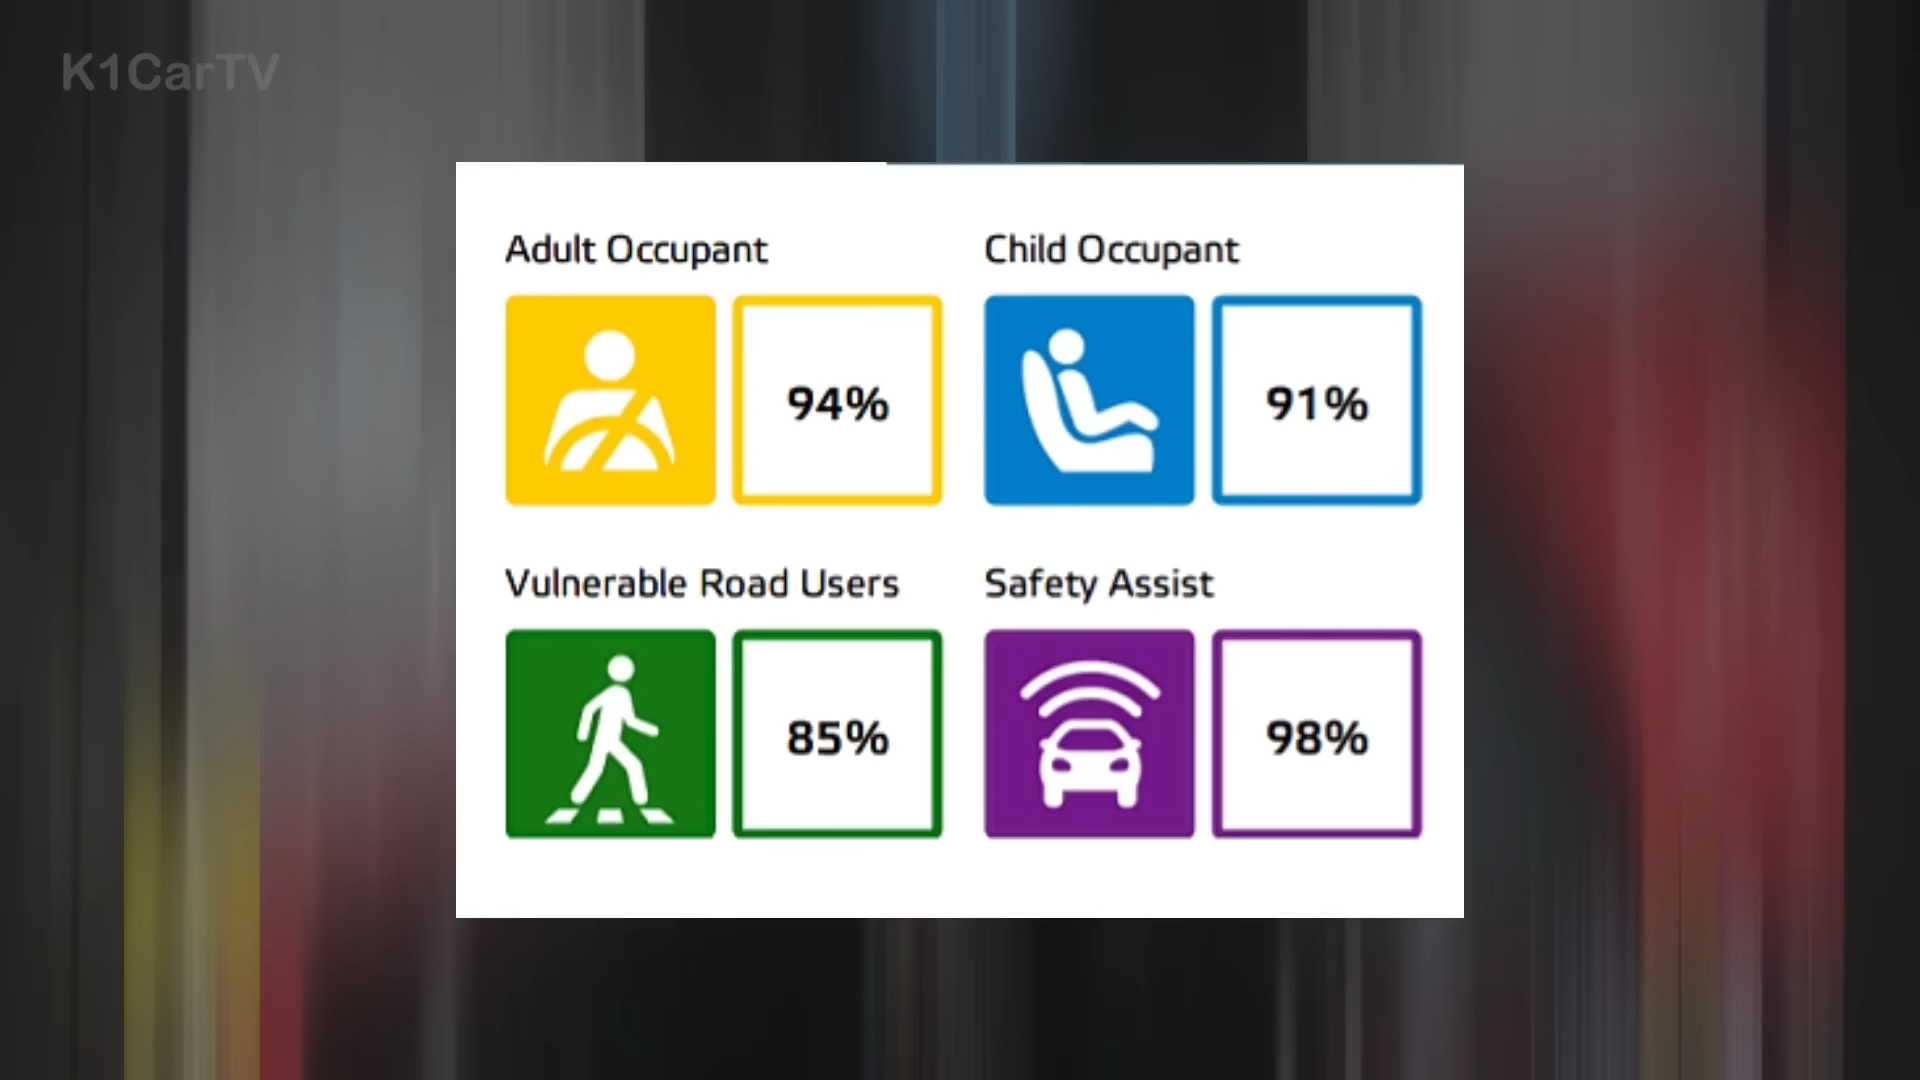 K1CarTV
Adult Occupant
94%
Child Occupant
91%
Vulnerable Road Users
85%
Safety Assist
98%